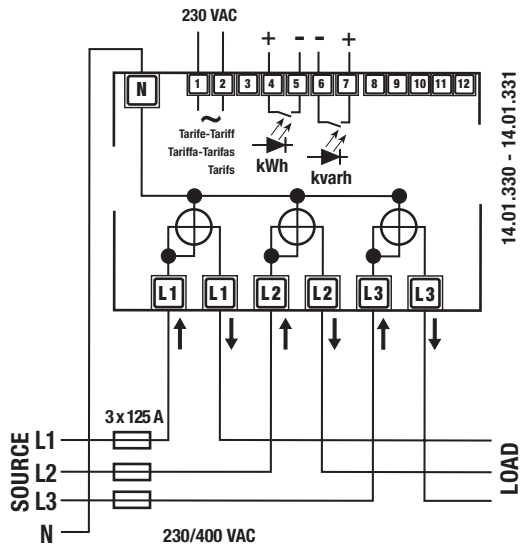 230 VAC
+ - - +
N 1 2 3 4 5 6 7 8 9 10 11 12
~
Tarife-Tariff
Tariffa-Tarifas
Tarifs
kWh
kvarh
14.01.330 - 14.01.331
L1 L1 L2 L2 L3 L3
3 x 125 A
SOURCE
L1
L2
L3
N
LOAD
230/400 VAC